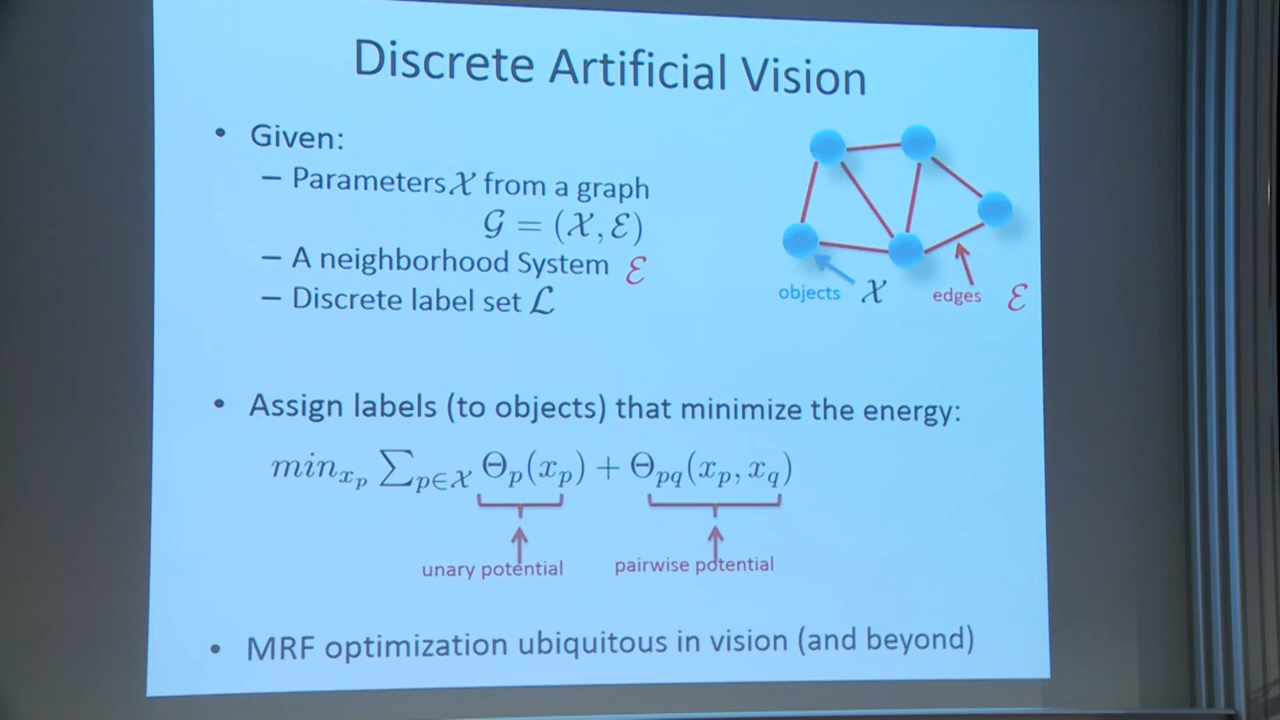 Discrete Artificial Vision
• Given:
– Parameters 𝒳 from a graph
𝒢 = (𝒳, ℰ)
– A neighborhood System ℰ
– Discrete label set ℒ
objects 𝒳 edges ℰ
• Assign labels (to objects) that minimize the energy:
min_{x_p} ∑_{p∈𝒳} Θ_p(x_p) + Θ_{pq}(x_p, x_q)
unary potential pairwise potential
• MRF optimization ubiquitous in vision (and beyond)